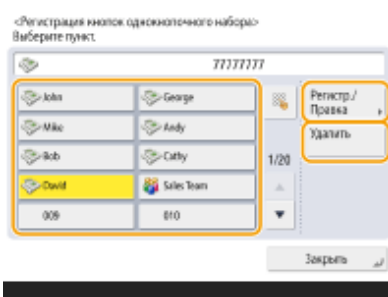 <Регистрация кнопок однокнопочного набора>
Выберите пункт.
77777777
John George
Mike Andy
Bob Cathy
David Sales Team
009 010
1/20
Регистр./
Правка
Удалить
Закрыть